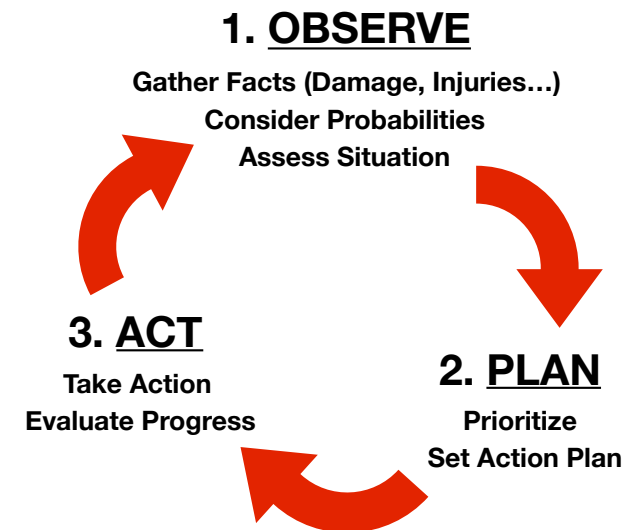 1. OBSERVE
Gather Facts (Damage, Injuries…)
Consider Probabilities
Assess Situation
2. PLAN
Prioritize
Set Action Plan
3. ACT
Take Action
Evaluate Progress